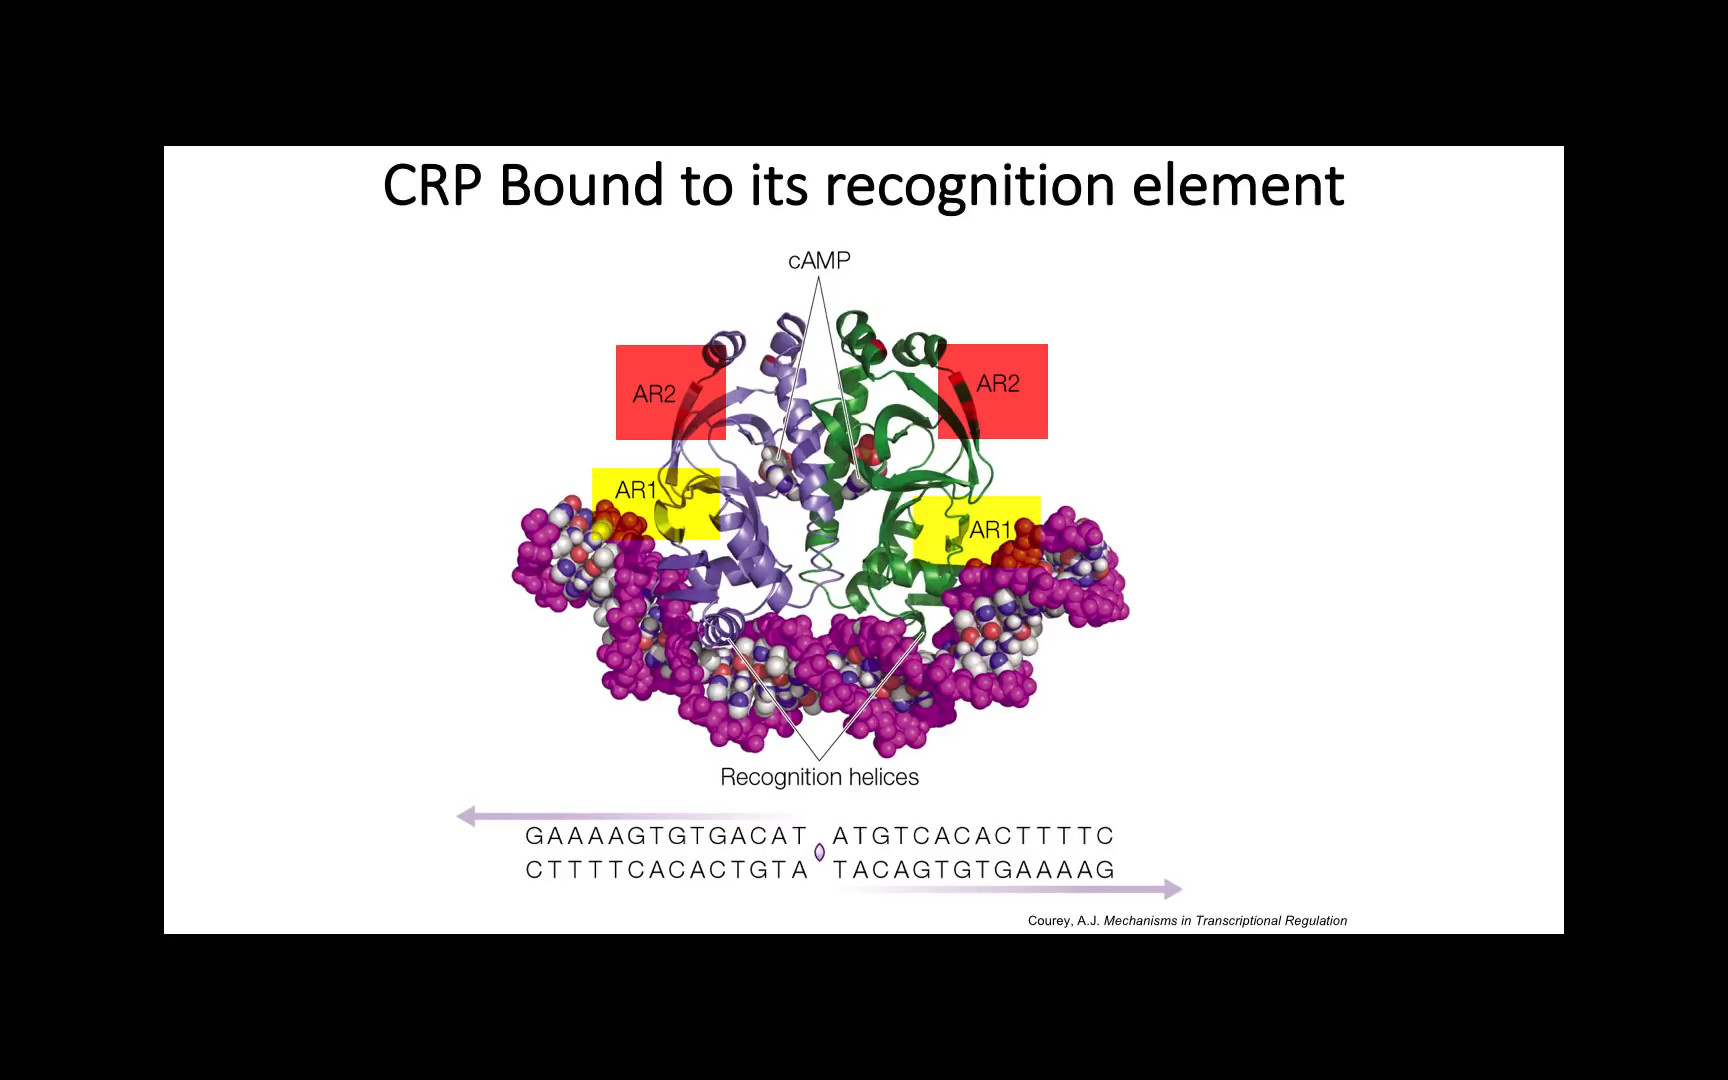 CRP Bound to its recognition element
cAMP
AR2
AR2
AR1
AR1
Recognition helices
GAAAAGTGTGACAT ATGTCACACTTTTC
CTTTTCACACTGTA TACAGTGTGAAAAG
Courey, A.J. Mechanisms in Transcriptional Regulation